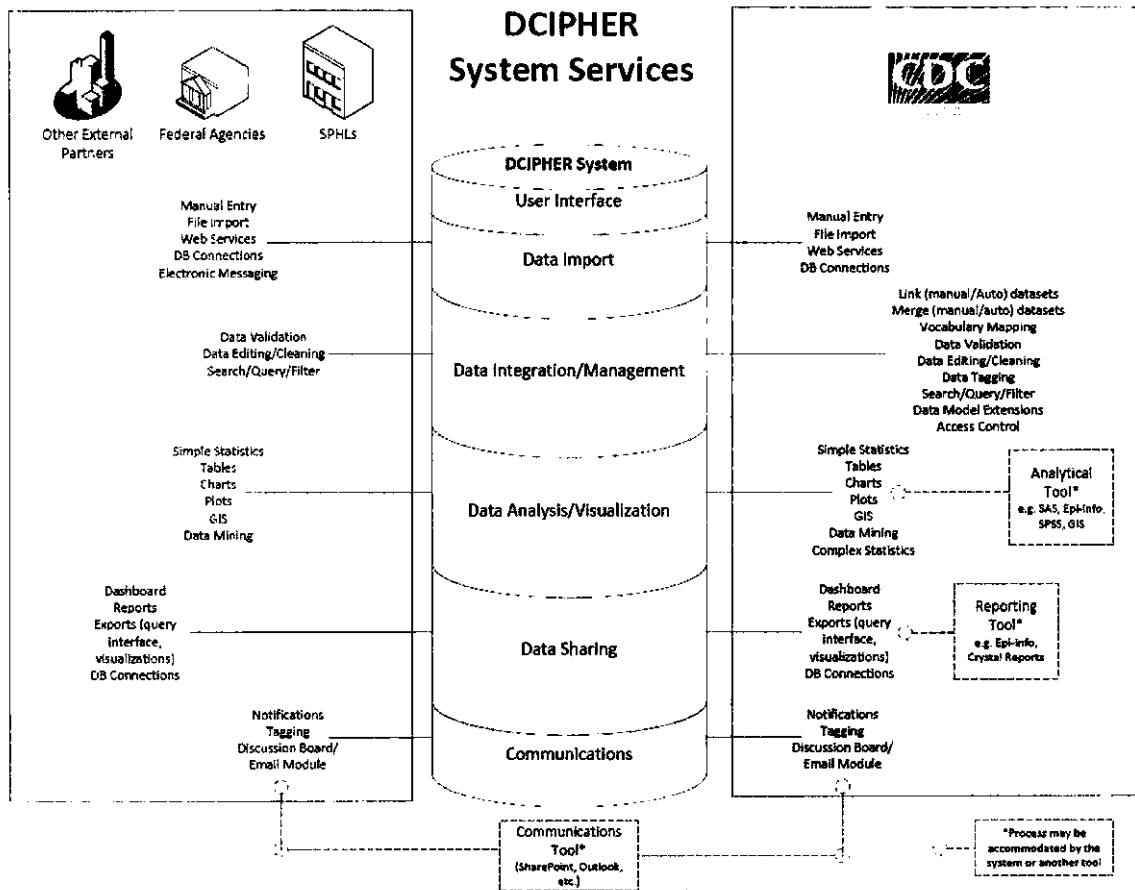 DCIPHER
System Services
CDC
Other External
Partners
Federal Agencies
SPHLs
DCIPHER System
User Interface
Manual Entry
File Import
Web Services
DB Connections
Electronic Messaging
Data Import
Manual Entry
File Import
Web Services
DB Connections
Data Validation
Data Editing/Cleaning
Search/Query/Filter
Data Integration/Management
Link (manual/Auto) datasets
Merge (manual/auto) datasets
Vocabulary Mapping
Data Validation
Data Editing/Cleaning
Data Tagging
Search/Query/Filter
Data Model Extensions
Access Control
Simple Statistics
Tables
Charts
Plots
GIS
Data Mining
Data Analysis/Visualization
Simple Statistics
Tables
Charts
Plots
GIS
Data Mining
Complex Statistics
Analytical
Tool*
e.g. SAS, Epi-Info,
SPSS, GIS
Dashboard
Reports
Exports (query
interface,
visualizations)
DB Connections
Data Sharing
Dashboard
Reports
Exports (query
interface,
visualizations)
DB Connections
Reporting
Tool*
e.g. Epi-info,
Crystal Reports
Notifications
Tagging
Discussion Board/
Email Module
Communications
Notifications
Tagging
Discussion Board/
Email Module
Communications
Tool*
(SharePoint, Outlook,
etc.)
*Process may be
accommodated by the
system or another tool